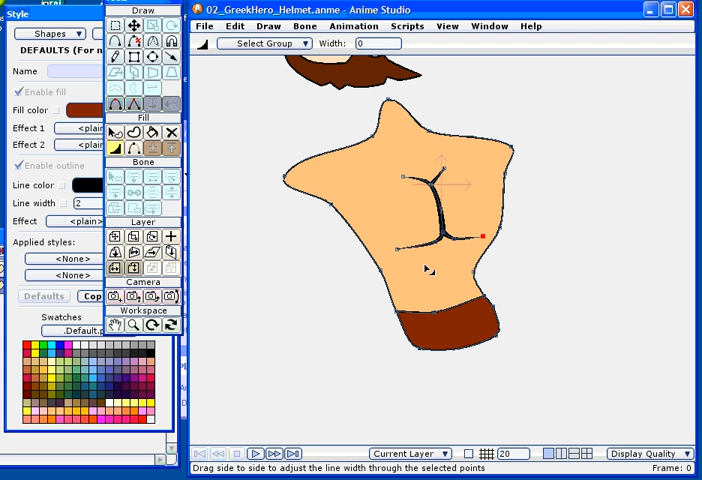 Style
Shapes
DEFAULTS (For n
Name
Enable fill
Fill color
Effect 1 <plai
Effect 2 <plai
Enable outline
Line color
Line width 2
Effect <plain>
Applied styles:
<None>
<None>
Defaults Cop
Swatches
.Default.p
Draw
Fill
Bone
Layer
Camera
Workspace
02_GreekHero_Helmet.anme - Anime Studio
File Edit Draw Bone Animation Scripts View Window Help
Select Group Width: 0
Current Layer 20 Display Quality
Drag side to side to adjust the line width through the selected points Frame: 0